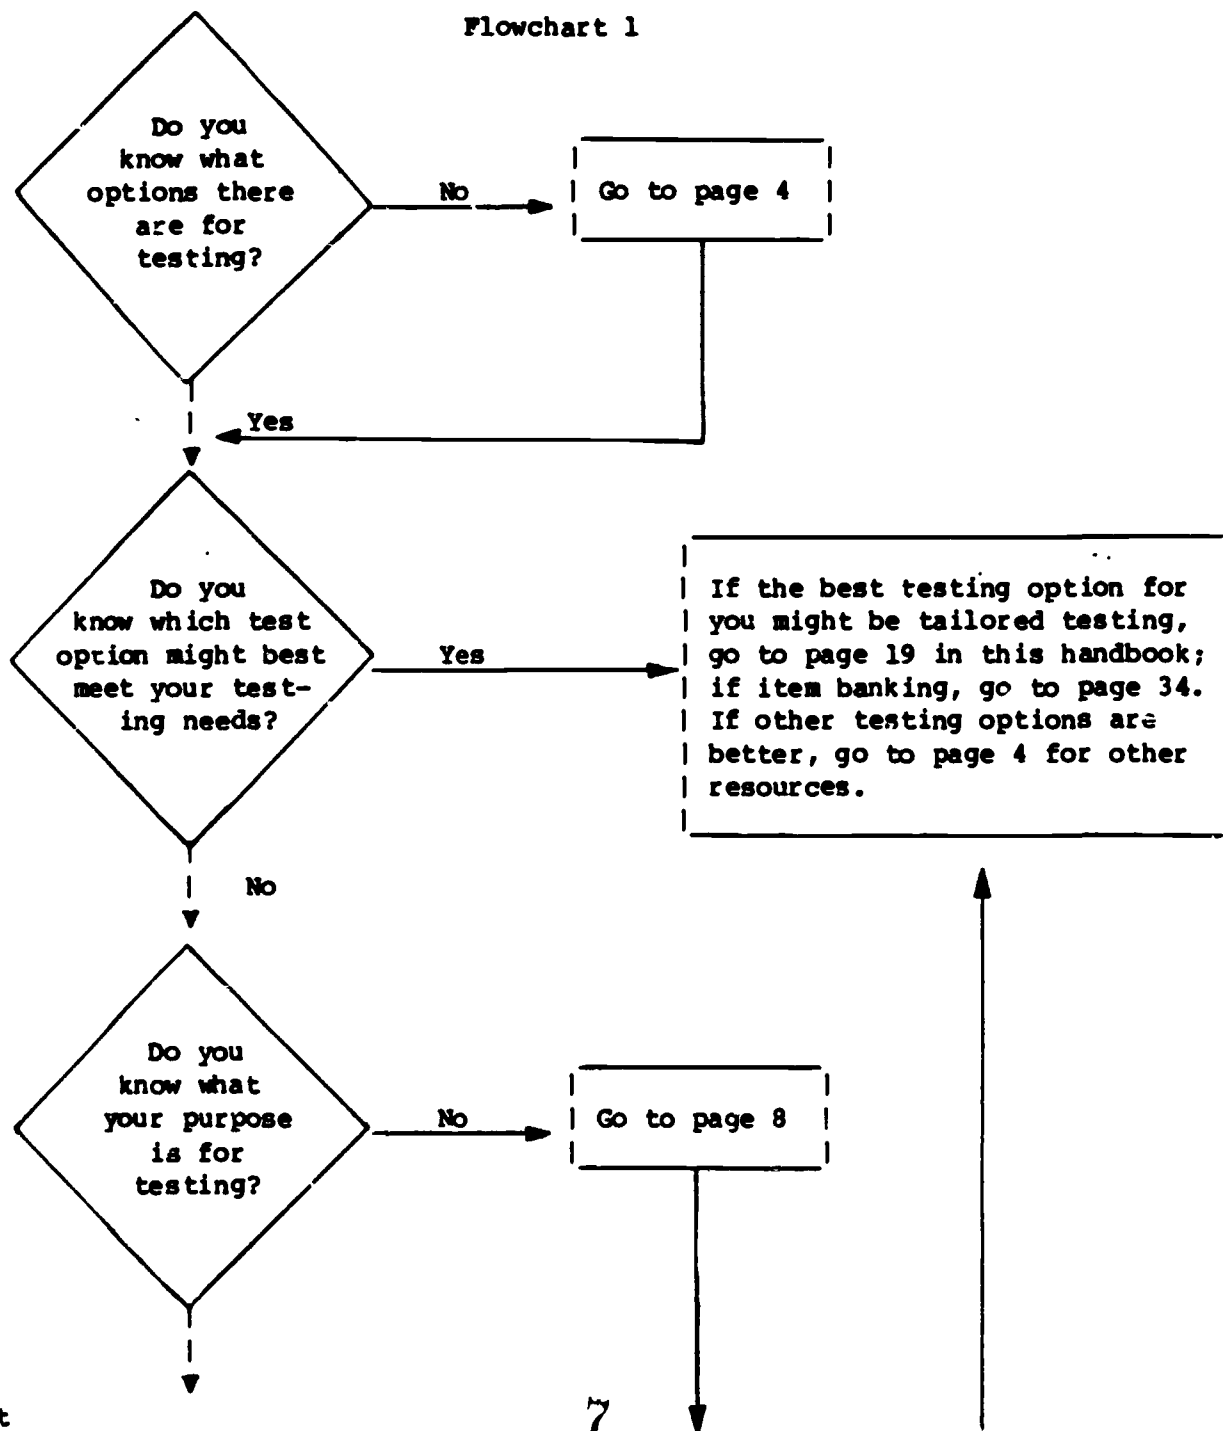 Flowchart 1
Do you
know what
options there
are for
testing?
No
Go to page 4
Yes
Do you
know which test
option might best
meet your test-
ing needs?
Yes
If the best testing option for
you might be tailored testing,
go to page 19 in this handbook;
if item banking, go to page 34.
If other testing options are
better, go to page 4 for other
resources.
No
Do you
know what
your purpose
is for
testing?
No
Go to page 8
7